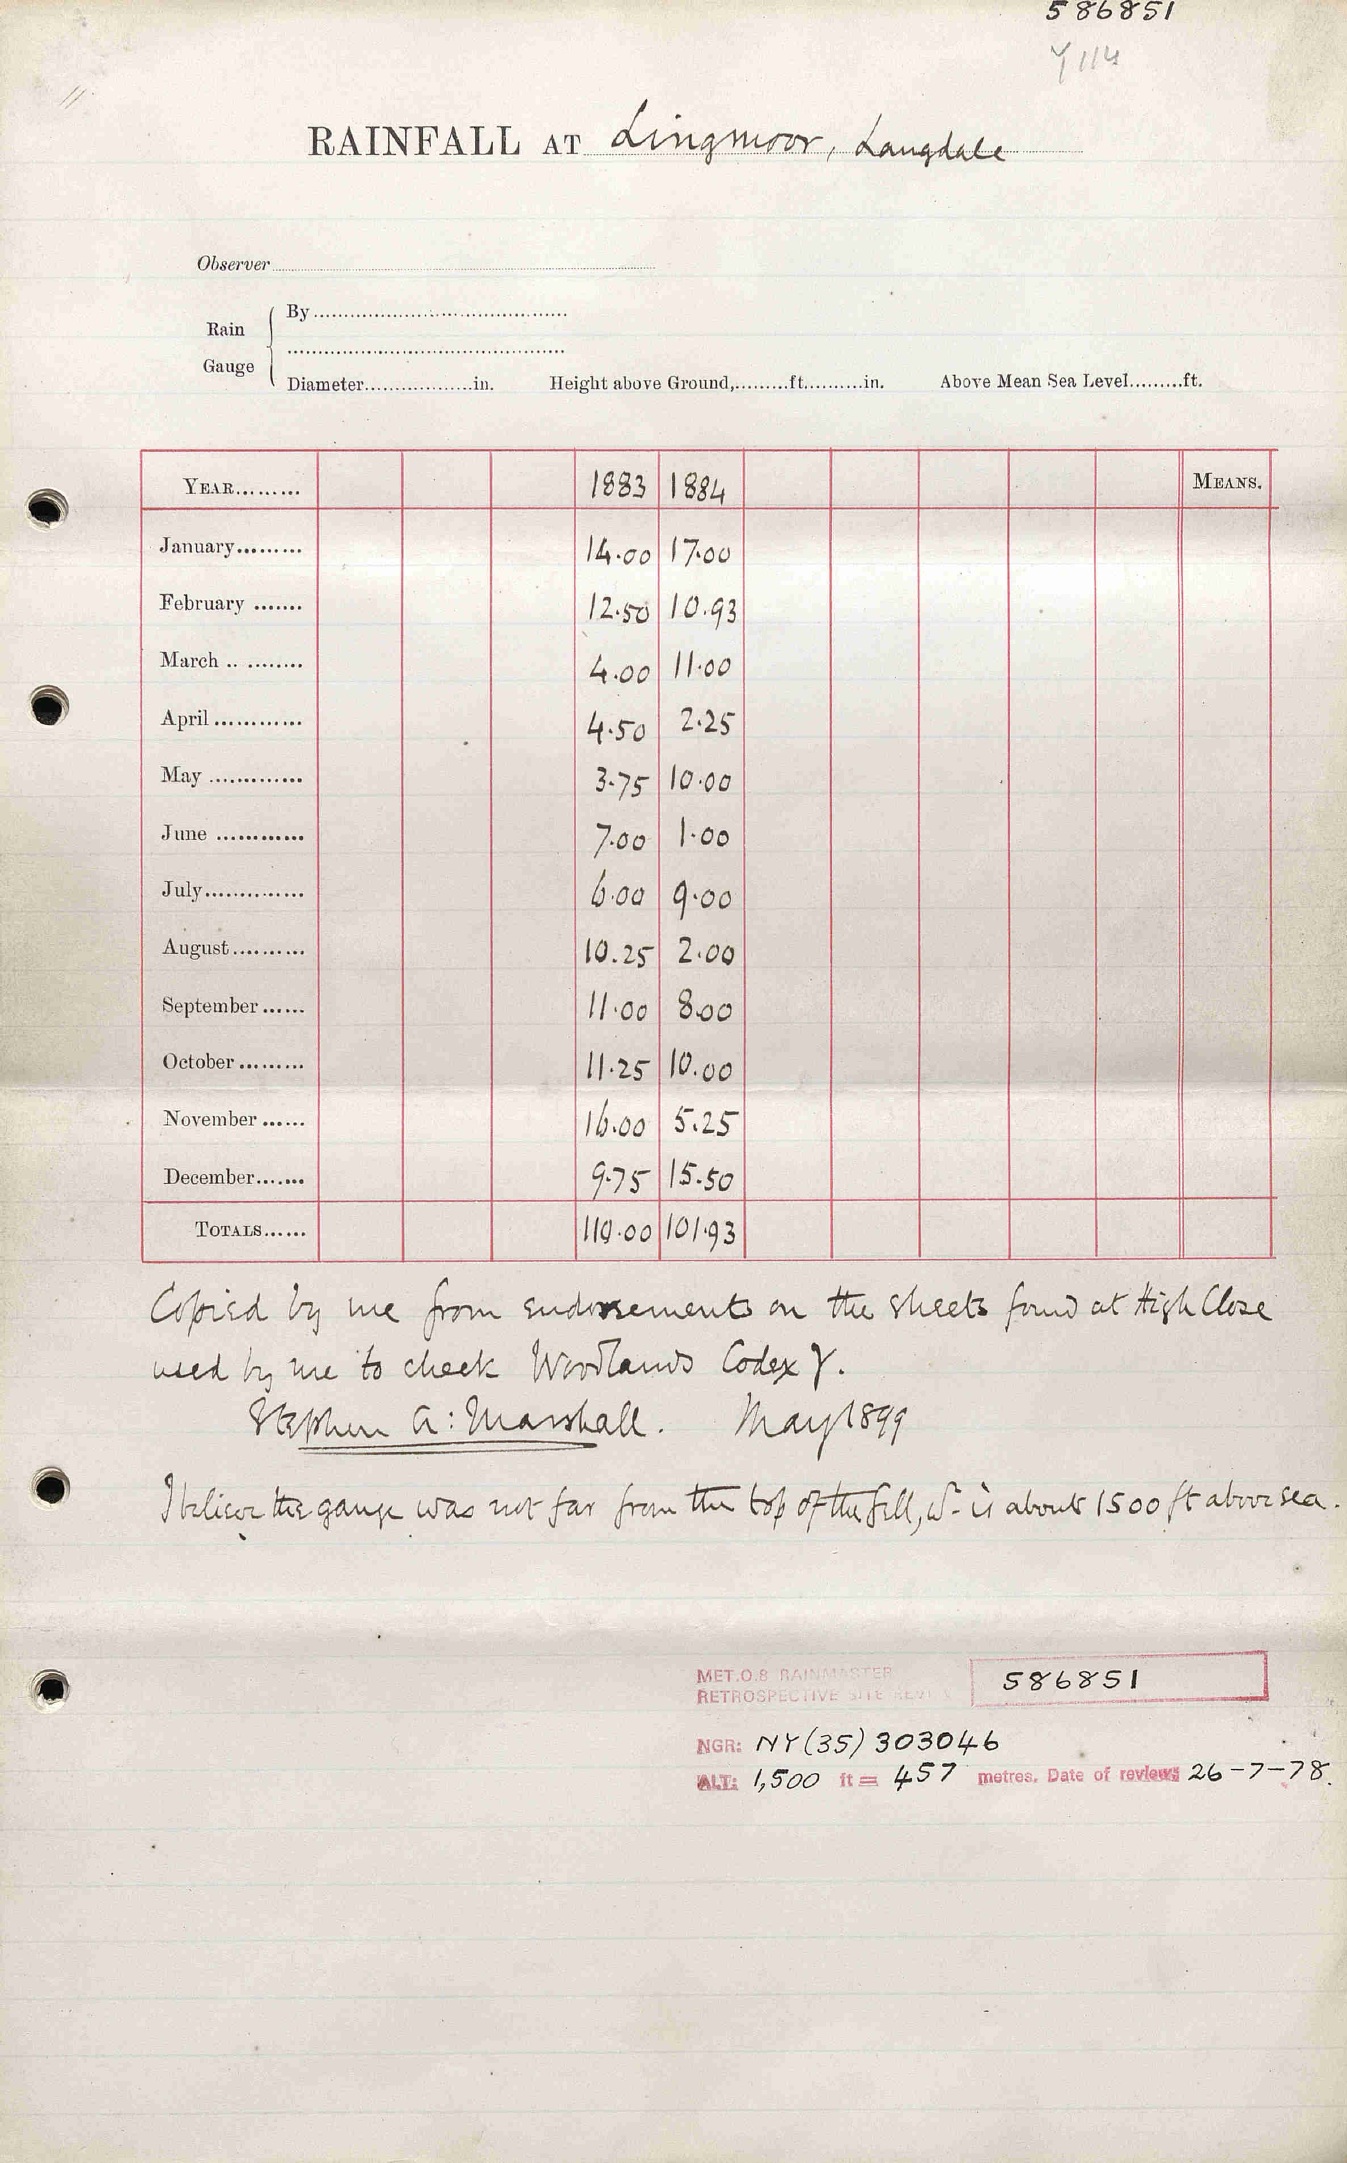 586851
Y114
RAINFALL AT Lingmoor, Langdale
Observer
Rain Gauge
By
Diameter in. Height above Ground, ft. in. Above Mean Sea Level ft.
YEAR 1883 1884 MEANS.
January 14.00 17.00
February 12.50 10.93
March 4.00 11.00
April 4.50 2.25
May 3.75 10.00
June 7.00 1.00
July 6.00 9.00
August 10.25 2.00
September 11.00 8.00
October 11.25 10.00
November 16.00 5.25
December 9.75 15.50
TOTALS 110.00 101.93
Copied by me from endorsements on the sheets found at High Close
used by me to check Woodlands Codex γ.
Stephen A: Marshall. May 1899
I believe the gauge was not far from the top of the fell, wh. is about 1500 ft above sea.
MET.O.8 RAINMASTER
RETROSPECTIVE SITE REVIEW 586851
NGR: NY (35) 303046
ALT: 1,500 ft = 457 metres. Date of review: 26-7-78.